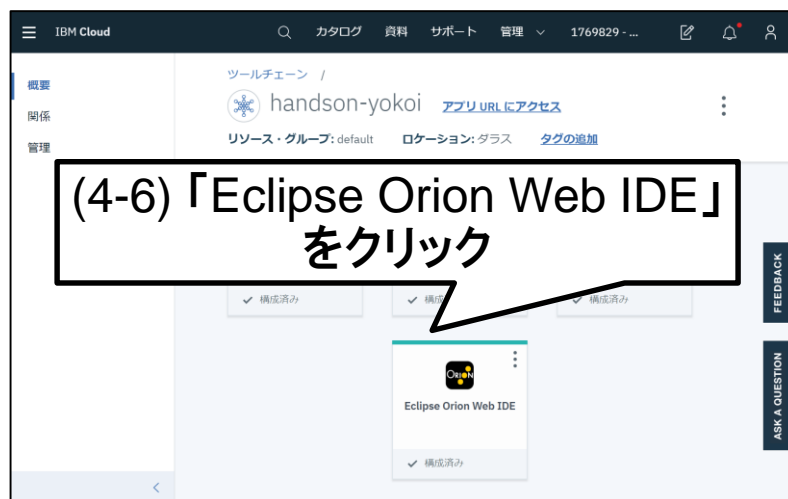 IBM Cloud
カタログ 資料 サポート 管理 1769829 - ...
概要
関係
管理
ツールチェーン /
handson-yokoi アプリ URL にアクセス
リソース・グループ: default ロケーション: ダラス タグの追加
(4-6)「Eclipse Orion Web IDE」
をクリック
構成済み
構成済み
FEEDBACK
ORION
Eclipse Orion Web IDE
構成済み
ASK A QUESTION